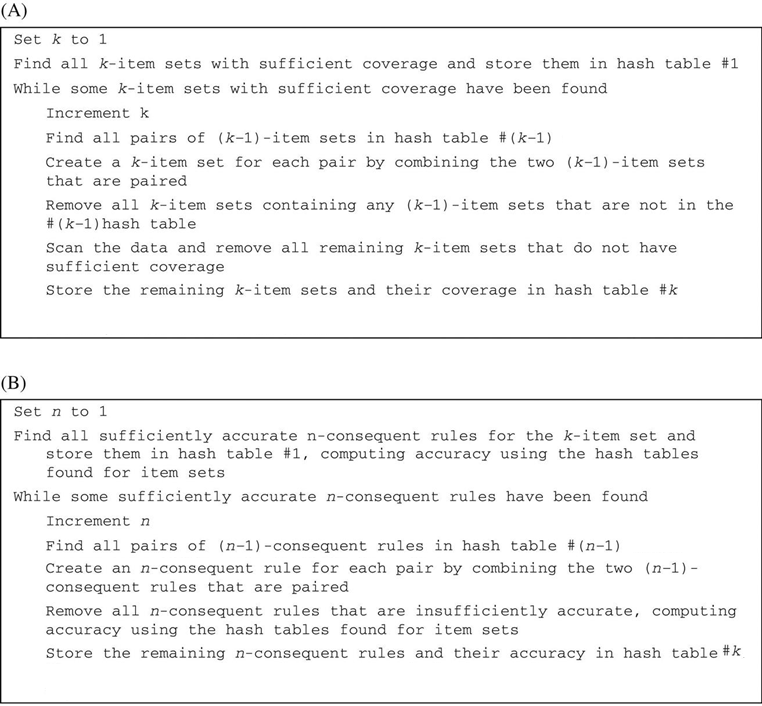 (A)
Set k to 1
Find all k-item sets with sufficient coverage and store them in hash table #1
While some k-item sets with sufficient coverage have been found
Increment k
Find all pairs of (k–1)-item sets in hash table #(k–1)
Create a k-item set for each pair by combining the two (k–1)-item sets
that are paired
Remove all k-item sets containing any (k–1)-item sets that are not in the
#(k–1)hash table
Scan the data and remove all remaining k-item sets that do not have
sufficient coverage
Store the remaining k-item sets and their coverage in hash table #k
(B)
Set n to 1
Find all sufficiently accurate n-consequent rules for the k-item set and
store them in hash table #1, computing accuracy using the hash tables
found for item sets
While some sufficiently accurate n-consequent rules have been found
Increment n
Find all pairs of (n–1)-consequent rules in hash table #(n–1)
Create an n-consequent rule for each pair by combining the two (n–1)-
consequent rules that are paired
Remove all n-consequent rules that are insufficiently accurate, computing
accuracy using the hash tables found for item sets
Store the remaining n-consequent rules and their accuracy in hash table #k